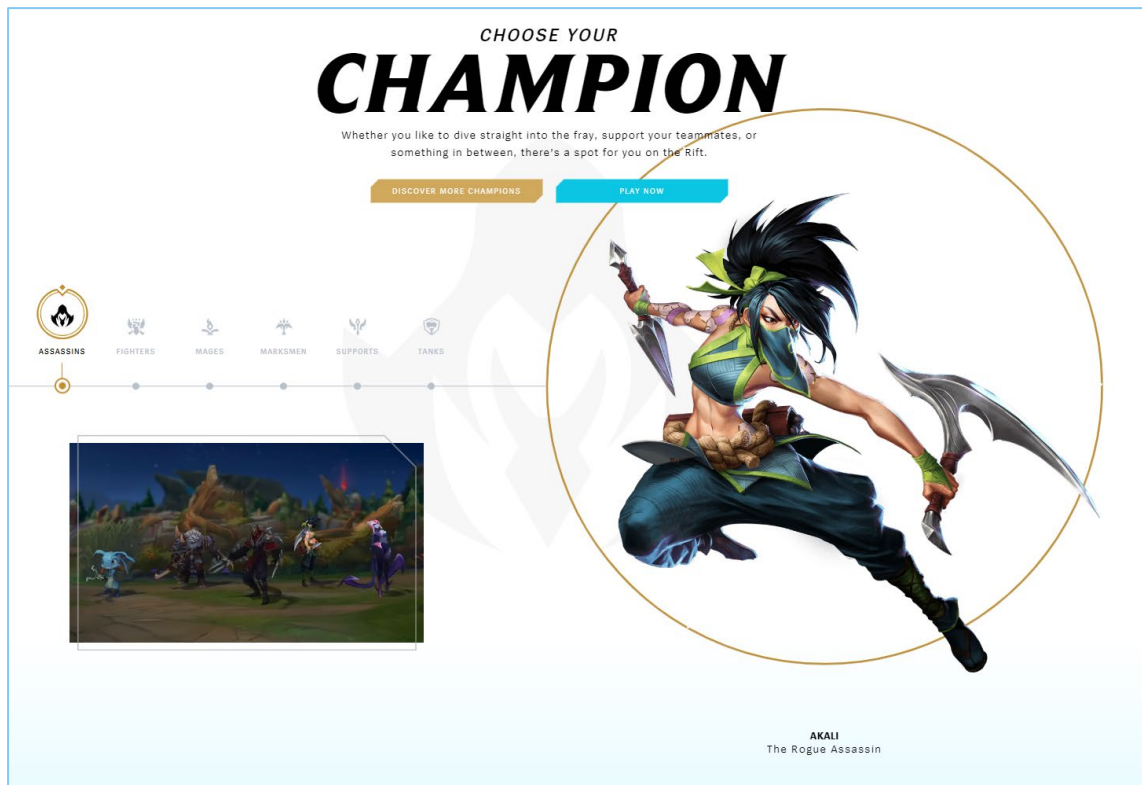 CHOOSE YOUR
CHAMPION
Whether you like to dive straight into the fray, support your teammates, or
something in between, there's a spot for you on the Rift.
DISCOVER MORE CHAMPIONS
PLAY NOW
ASSASSINS
FIGHTERS
MAGES
MARKSMEN
SUPPORTS
TANKS
AKALI
The Rogue Assassin